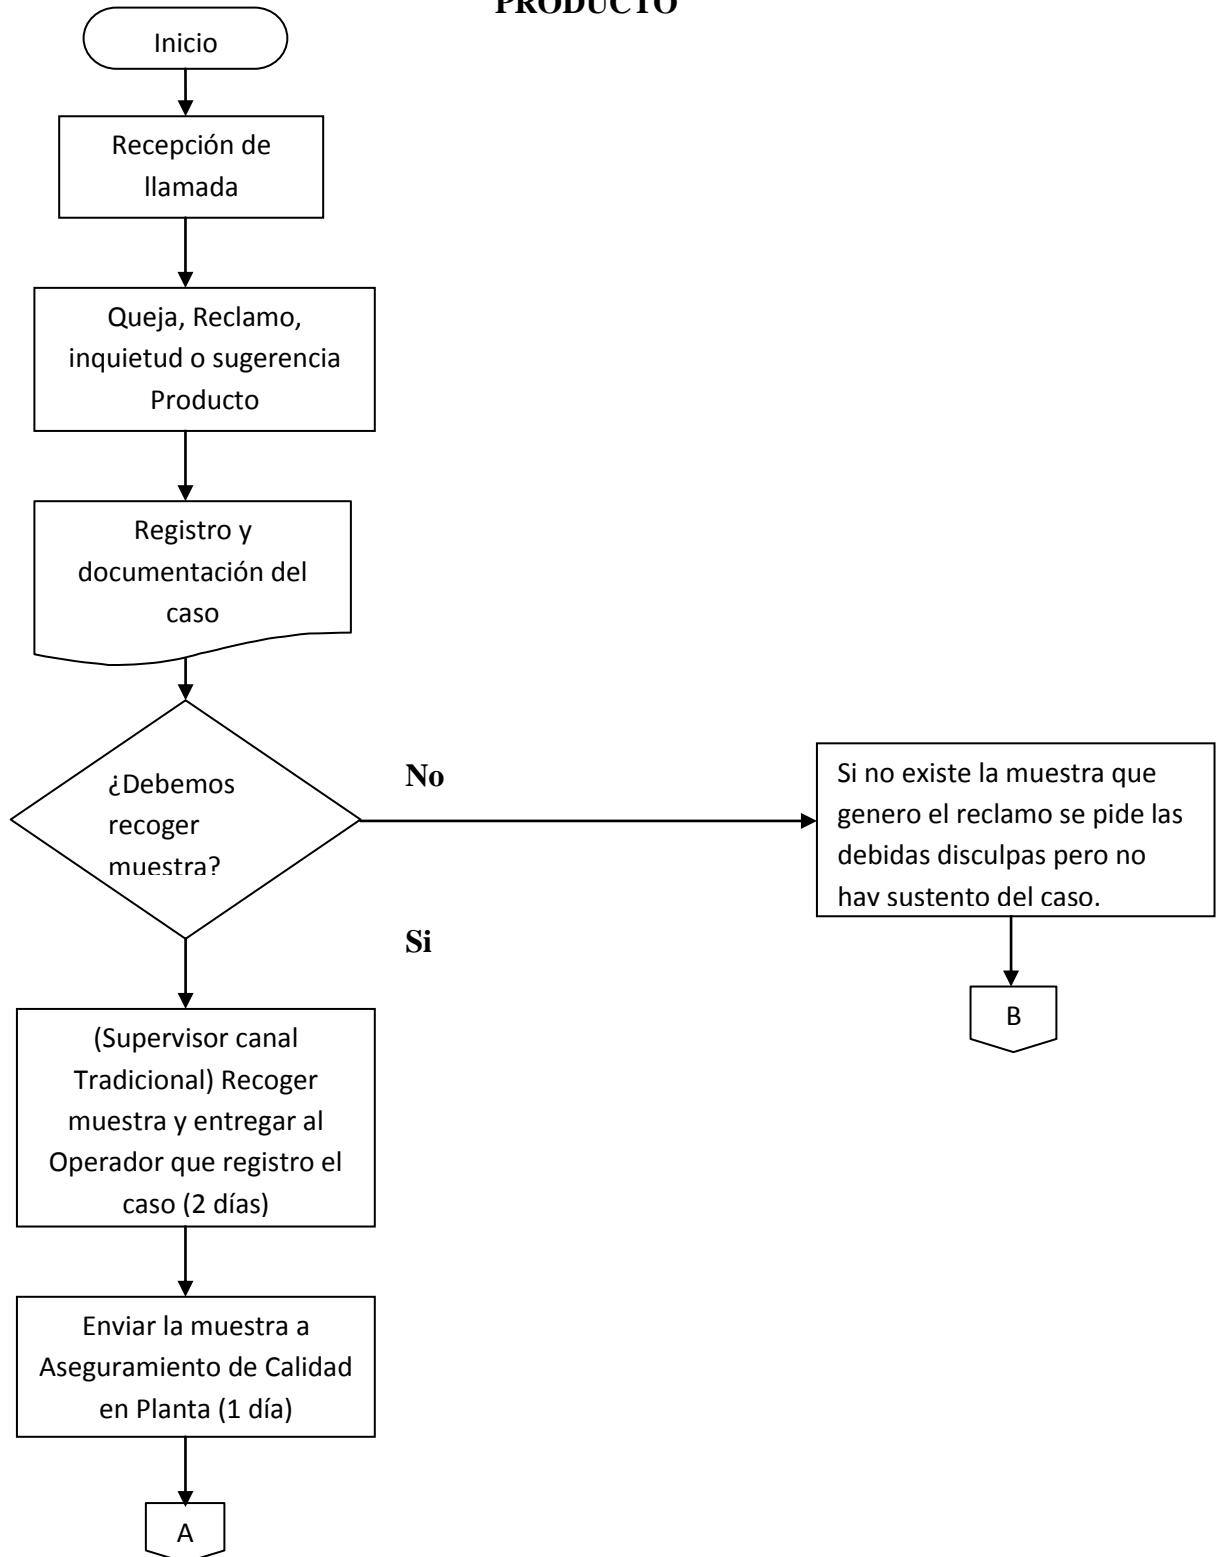 PRODUCTO
Inicio
Recepción de
llamada
Queja, Reclamo,
inquietud o sugerencia
Producto
Registro y
documentación del
caso
¿Debemos
recoger
muestra?
No
Si no existe la muestra que
genero el reclamo se pide las
debidas disculpas pero no
hay sustento del caso.
Si
B
(Supervisor canal
Tradicional) Recoger
muestra y entregar al
Operador que registro el
caso (2 días)
Enviar la muestra a
Aseguramiento de Calidad
en Planta (1 día)
A